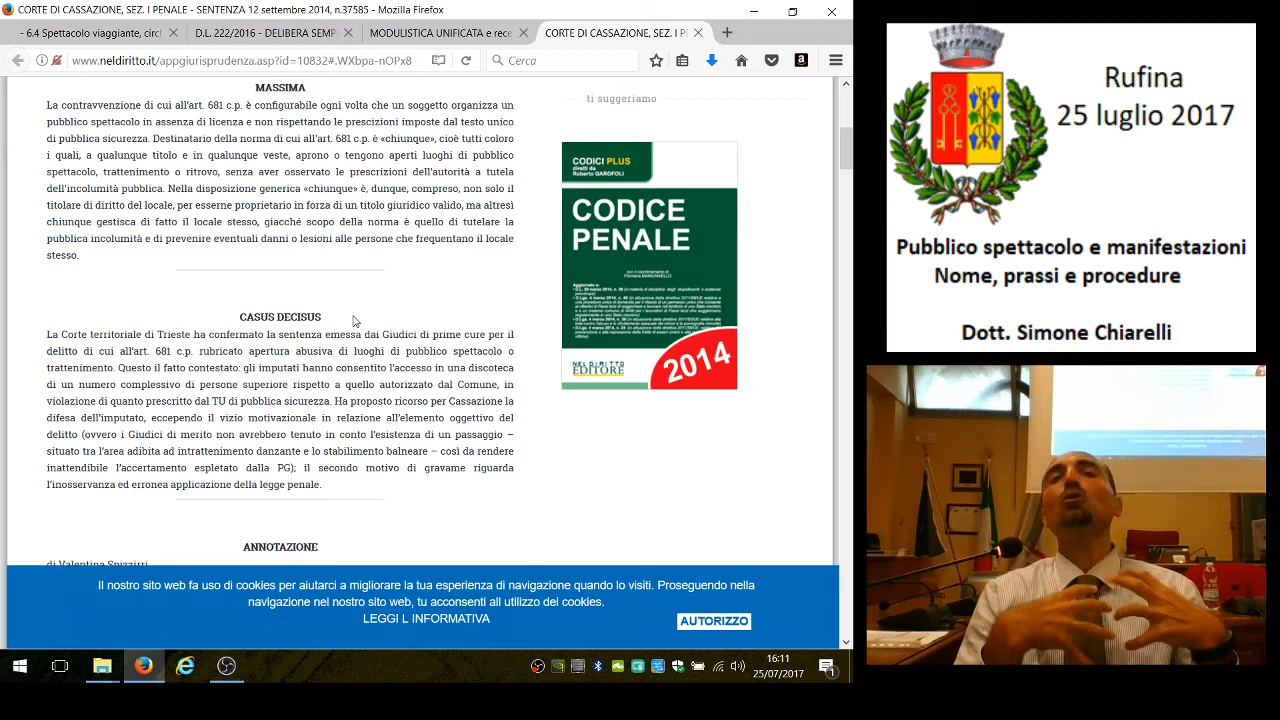 CORTE DI CASSAZIONE, SEZ. I PENALE - SENTENZA 12 settembre 2014, n.37585 - Mozilla Firefox
- 6.4 Spettacolo viaggiante, circ
D.L. 222/2016 - DELIBERA SEMP
MODULISTICA UNIFICATA e rece
CORTE DI CASSAZIONE, SEZ. I PE
www.neldiritto.it/appgiurisprudenza.asp?id=10832#.WXbpa-nOPx8
Cerca
MASSIMA
La contravvenzione di cui all'art. 681 c.p. è configurabile ogni volta che un soggetto organizza un
pubblico spettacolo in assenza di licenza e non rispettando le prescizioni imposte dal testo unico
di pubblica sicurezza. Destinatario della norma di cui all'art. 681 c.p. è «chiunque», cioè tutti coloro
i quali, a qualunque titolo e in qualunque veste, aprono o tengono aperti luoghi di pubblico
spettacolo, trattenimento o ritrovo, senza aver osservato le prescrizioni dell'autorità a tutela
dell'incolumità pubblica. Nella disposizione generica «chiunque» è, dunque, compreso, non solo il
titolare di diritto del locale, per esserne proprietario in forza di un titolo giuridico valido, ma altresì
chiunque gestisca di fatto il locale stesso, giacché scopo della norma è quello di tutelare la
pubblica incolumità e di prevenire eventuali danni o lesioni alle persone che frequentano il locale
stesso.
CASUS DECISUS
La Corte territoriale di Trieste ha confermato le sentenza emessa dai Giudici di prime cure per il
delitto di cui all'art. 681 c.p. rubricato apertura abusiva di luoghi di pubblico spettacolo o
trattenimento. Questo il fatto contestato: gli imputati hanno consentito l'accesso in una discoteca
di un numero complessivo di persone superiore rispetto a quello autorizzato dal Comune, in
violazione di quanto prescritto dal TU di pubblica sicurezza. Ha proposto ricorso per Cassazione la
difesa dell'imputato, eccependo il vizio motivazionale in relazione all'elemento oggettivo del
delitto (ovvero i Giudici di merito non avrebbero tenuto in conto l'esistenza di un passaggio –
situato tra l'area adibita ad intrattenimento danzante e lo stabilimento balneare – così da rendere
inattendibile l'accertamento espletato dalla PG); il secondo motivo di gravame riguarda
l'inosservanza ed erronea applicazione della legge penale.
ANNOTAZIONE
di Valentina Spizzirri
ti suggeriamo
CODICI PLUS
diretti da
Roberto GAROFOLI
CODICE
PENALE
NEL DIRITTO
EDITORE
2014
Il nostro sito web fa uso di cookies per aiutarci a migliorare la tua esperienza di navigazione quando lo visiti. Proseguendo nella
navigazione nel nostro sito web, tu acconsenti all utilizzo dei cookies.
LEGGI L INFORMATIVA
AUTORIZZO
16:11
25/07/2017
1
Rufina
25 luglio 2017
Pubblico spettacolo e manifestazioni
Nome, prassi e procedure
Dott. Simone Chiarelli